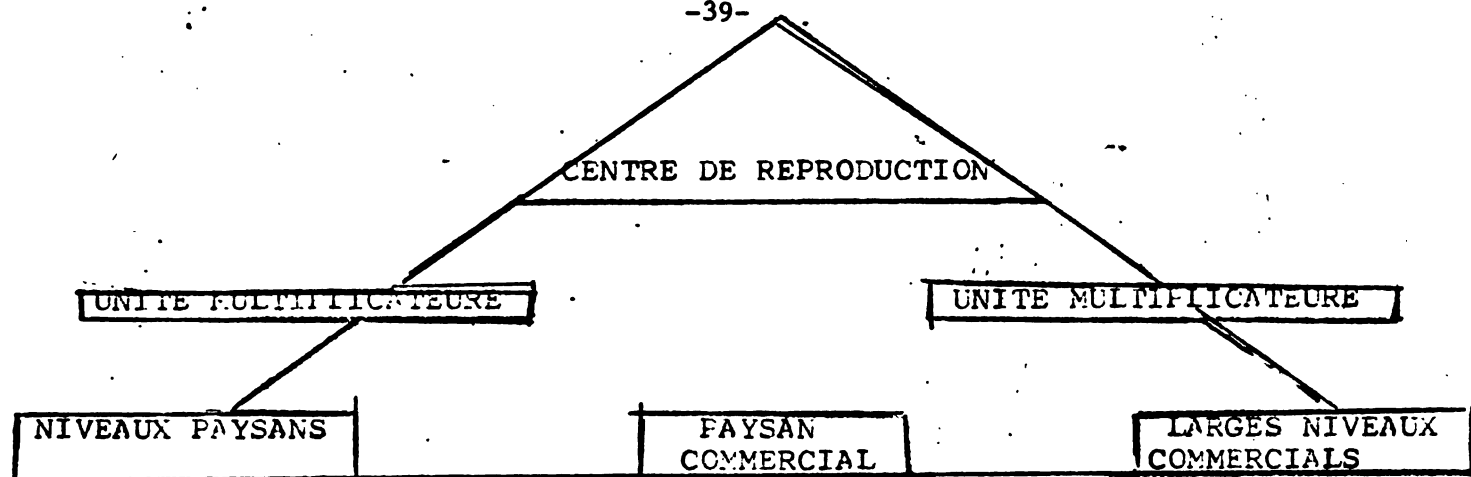 -39-
CENTRE DE REPRODUCTION
UNITE MULTIPLICATEURE
UNITE MULTIPLICATEURE
NIVEAUX PAYSANS
PAYSAN
COMMERCIAL
LARGES NIVEAUX
COMMERCIALS